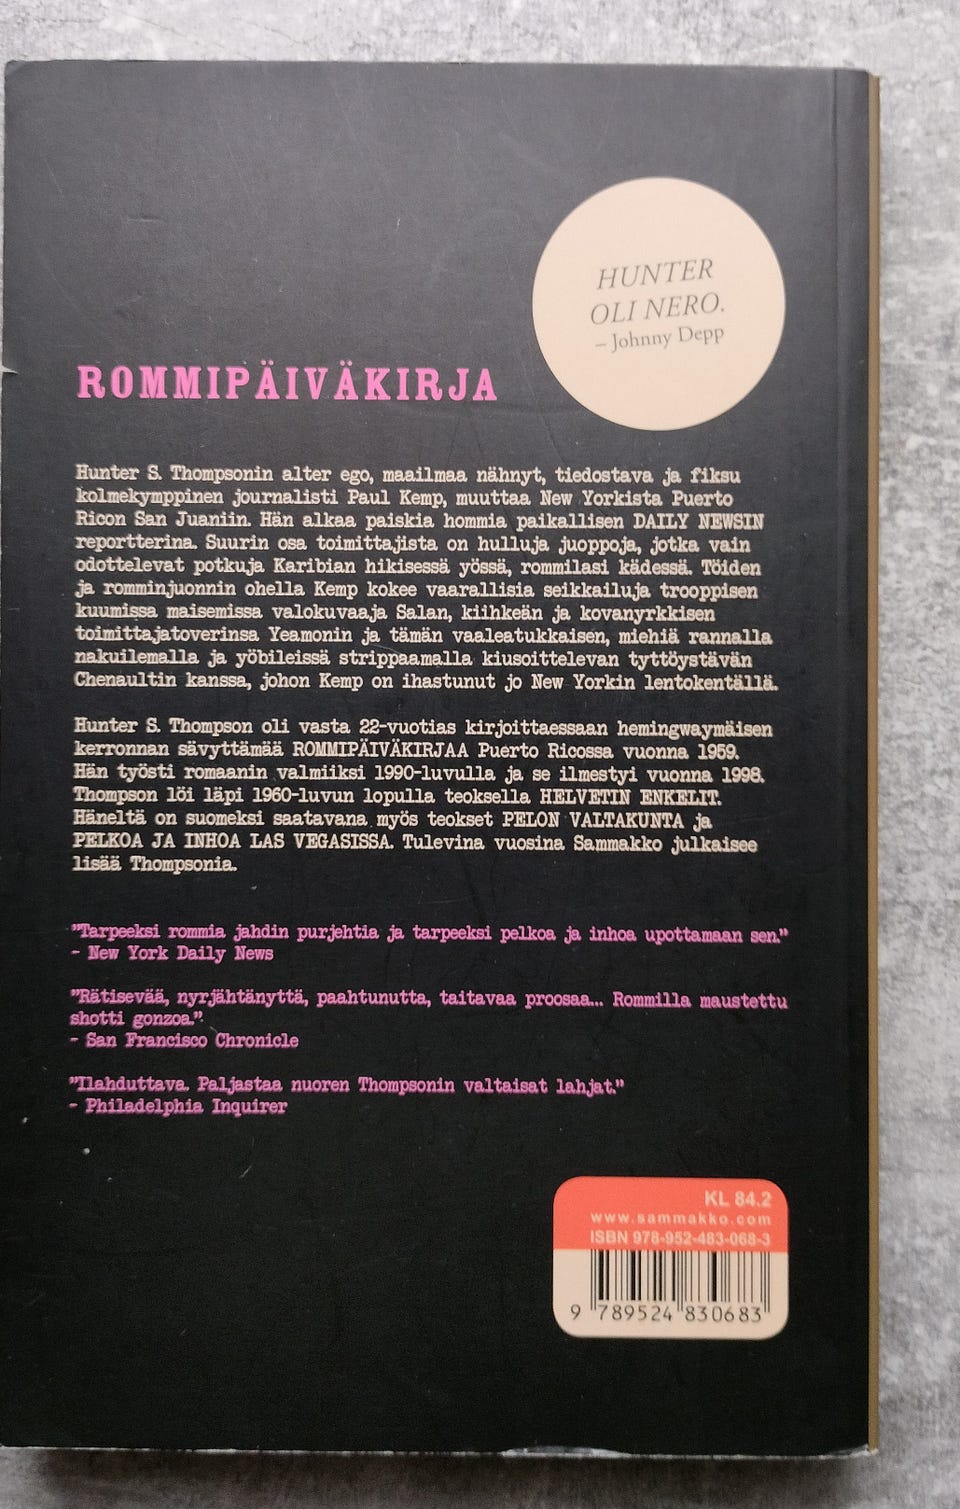 HUNTER
OLI NERO.
– Johnny Depp
ROMMIPÄIVÄKIRJA
Hunter S. Thompsonin alter ego, maailmaa nähnyt, tiedostava ja fiksu
kolmekymppinen journalisti Paul Kemp, muuttaa New Yorkista Puerto
Ricon San Juaniin. Hän alkaa paiskia hommia paikallisen DAILY NEWSIN
reportterina. Suurin osa toimittajista on hulluja juoppoja, jotka vain
odottelevat potkuja Karibian hikisessä yössä, rommilasi kädessä. Töiden
ja romminjuonnin ohella Kemp kokee vaarallisia seikkailuja trooppisen
kuumissa maisemissa valokuvaaja Salan, kiihkeän ja kovanyrkkisen
toimittajatoverinsa Yeamonin ja tämän vaaleatukkaisen, miehiä rannalla
nakuilemalla ja yöbileissä strippaamalla kiusoittelevan tyttöystävän
Chenaultin kanssa, johon Kemp on ihastunut jo New Yorkin lentokentällä.
Hunter S. Thompson oli vasta 22-vuotias kirjoittaessaan hemingwaymäisen
kerronnan sävyttämää ROMMIPÄIVÄKIRJAA Puerto Ricossa vuonna 1959.
Hän työsti romaanin valmiiksi 1990-luvulla ja se ilmestyi vuonna 1998.
Thompson löi läpi 1960-luvun lopulla teoksella HELVETIN ENKELIT.
Häneltä on suomeksi saatavana myös teokset PELON VALTAKUNTA ja
PELKOA JA INHOA LAS VEGASISSA. Tulevina vuosina Sammakko julkaisee
lisää Thompsonia.
"Tarpeeksi rommia jahdin purjehtia ja tarpeeksi pelkoa ja inhoa upottamaan sen."
- New York Daily News
"Rätisevää, nyrjähtänyttä, paahtunutta, taitavaa proosaa... Rommilla maustettu
shotti gonzoa."
- San Francisco Chronicle
"Ilahduttava. Paljastaa nuoren Thompsonin valtaisat lahjat."
- Philadelphia Inquirer
KL 84.2
www.sammakko.com
ISBN 978-952-483-068-3
9 789524 830683